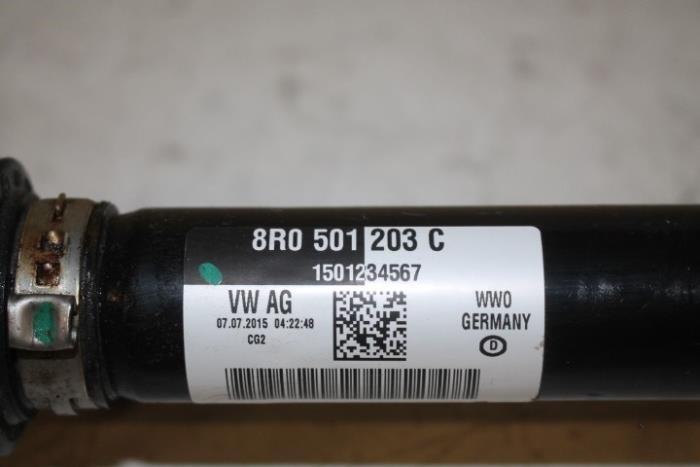 8R0 501 203 C
1501234567
VW AG
07.07.2015 04:22:48
CG2
WWO
GERMANY
D